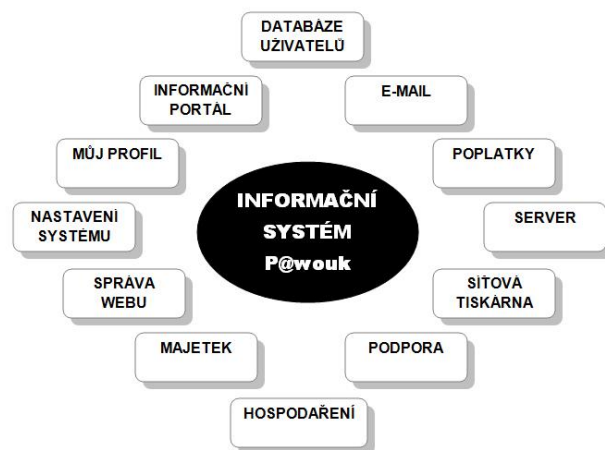 DATABÁZE
UŽIVATELŮ
INFORMAČNÍ
PORTÁL
E-MAIL
MŮJ PROFIL
POPLATKY
INFORMAČNÍ
SYSTÉM
P@wouk
NASTAVENÍ
SYSTÉMU
SERVER
SPRÁVA
WEBU
SÍŤOVÁ
TISKÁRNA
MAJETEK
PODPORA
HOSPODAŘENÍ